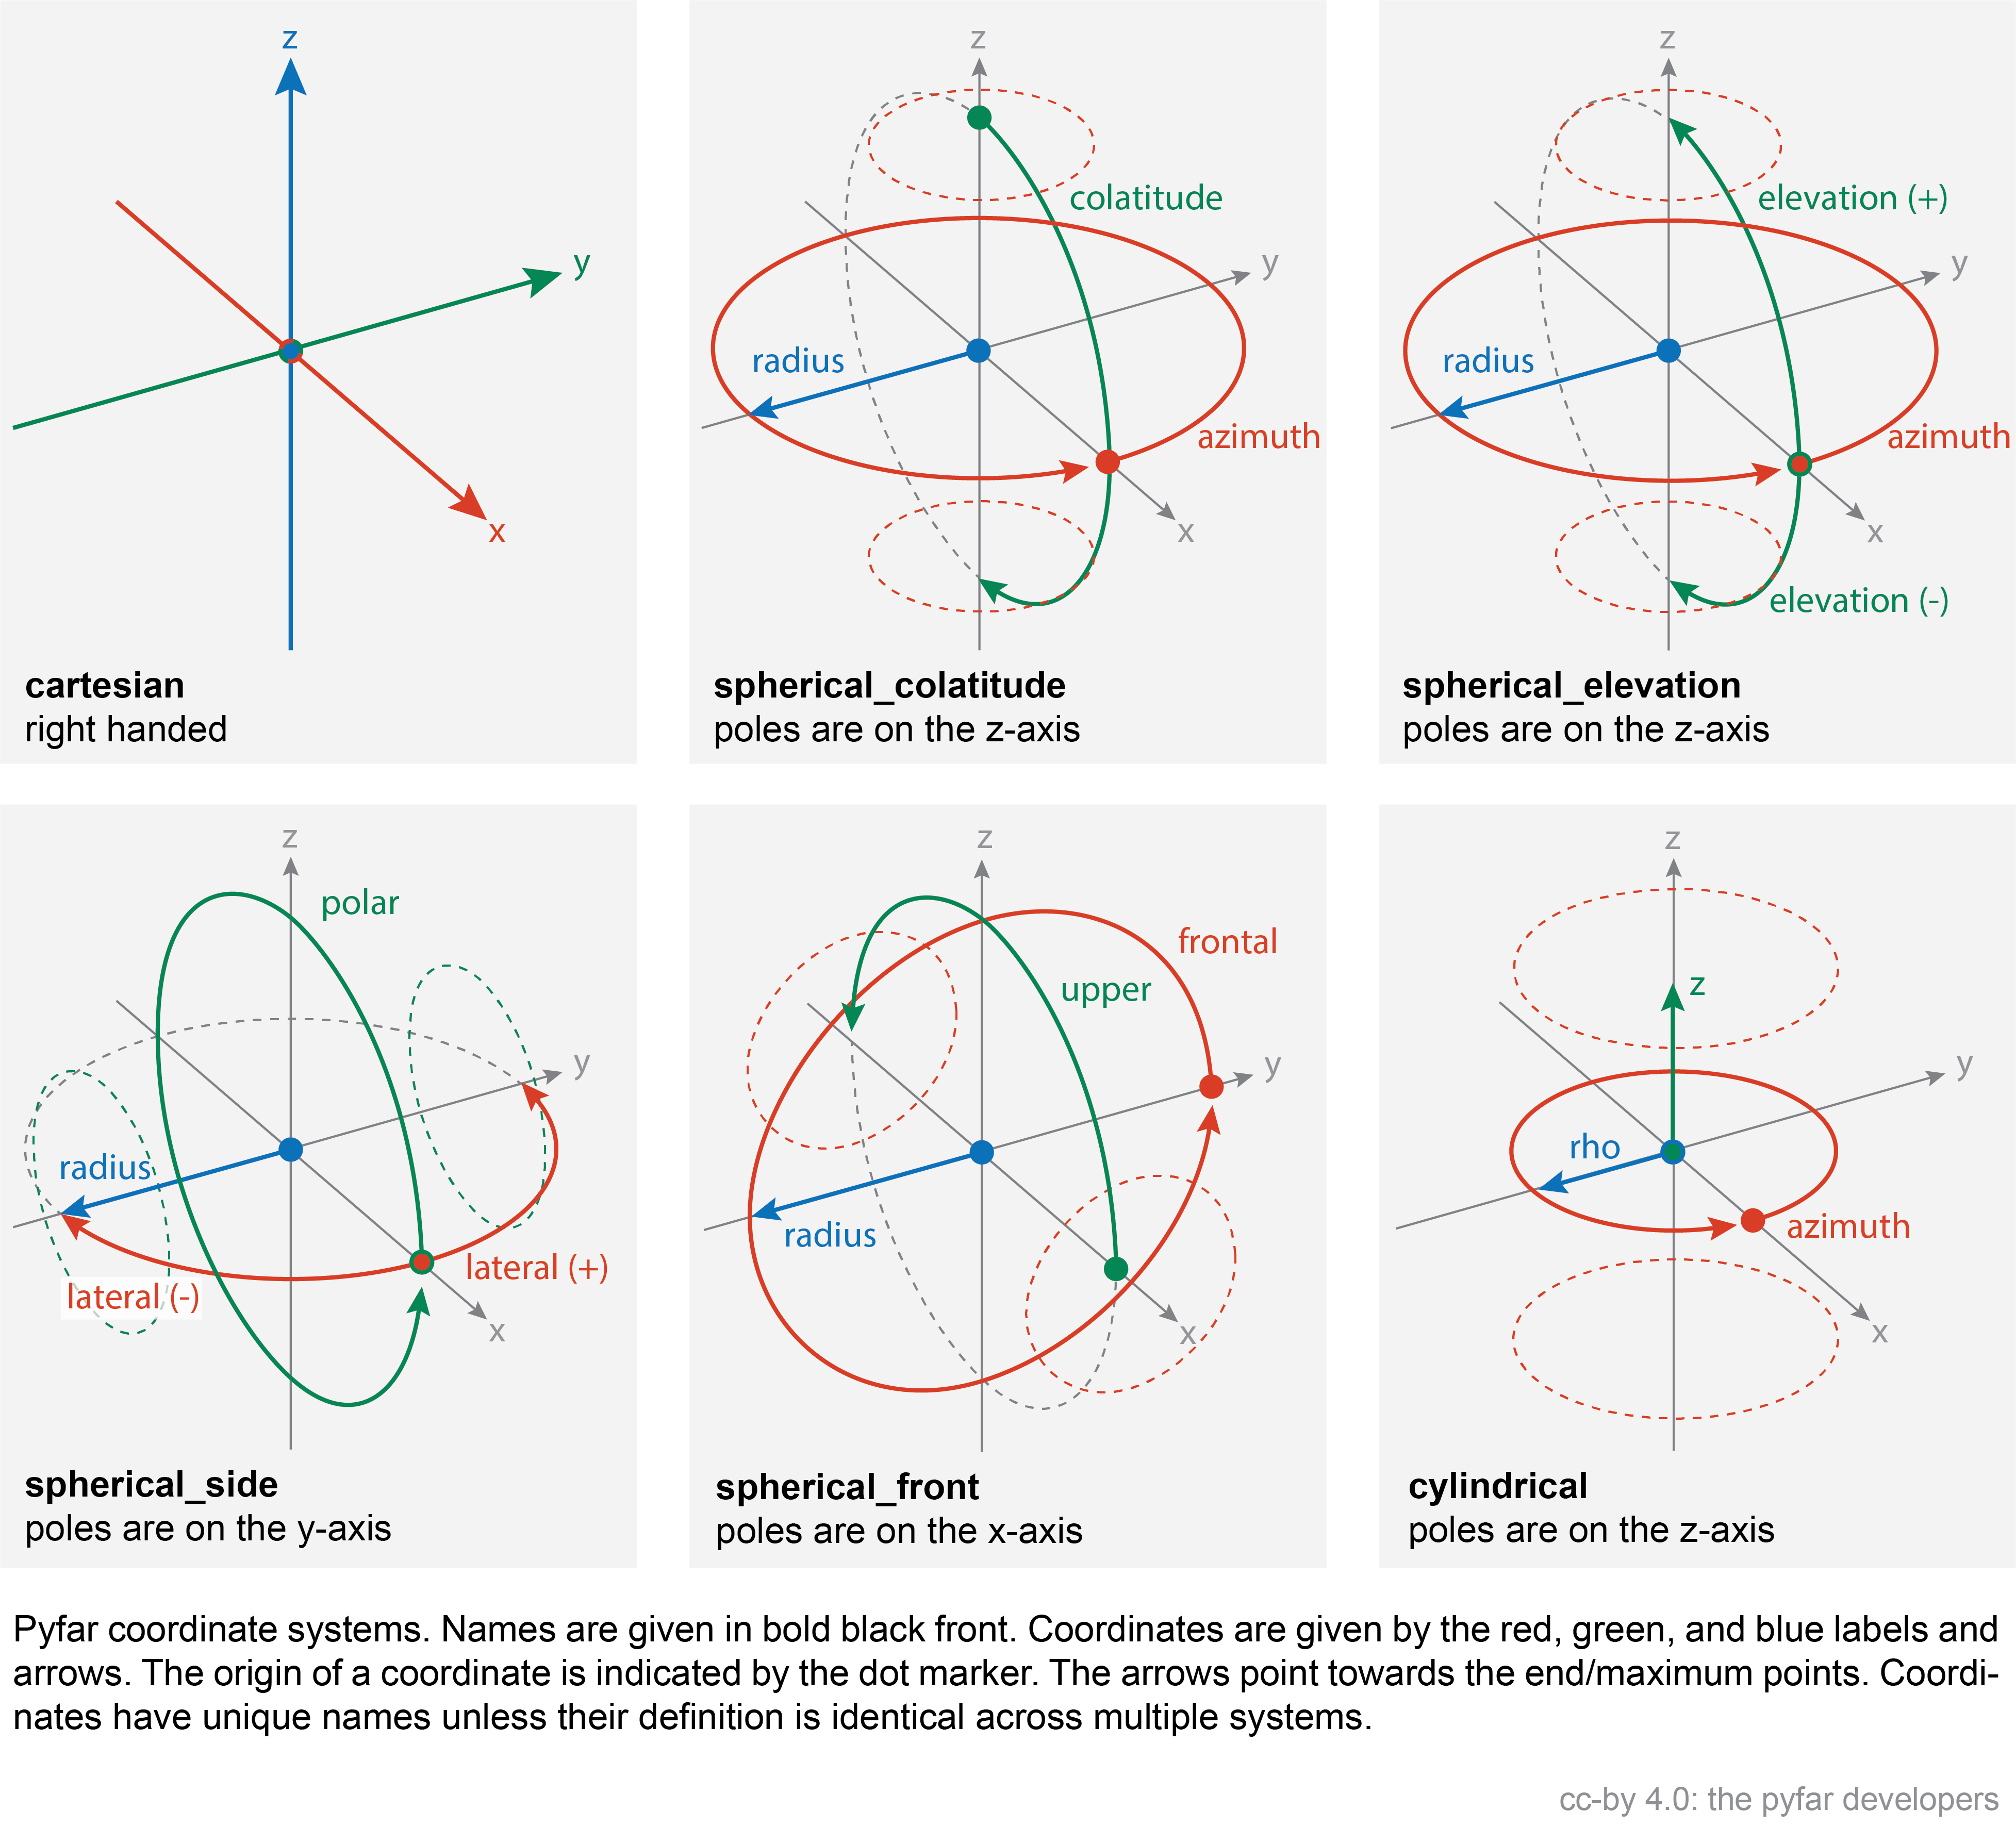 z
y
x
cartesian
right handed
z
colatitude
y
radius
azimuth
x
spherical_colatitude
poles are on the z-axis
z
elevation (+)
y
radius
azimuth
x
elevation (-)
spherical_elevation
poles are on the z-axis
z
polar
y
radius
lateral (+)
lateral (-)
x
spherical_side
poles are on the y-axis
z
frontal
upper
y
radius
x
spherical_front
poles are on the x-axis
z
z
y
rho
azimuth
x
cylindrical
poles are on the z-axis
Pyfar coordinate systems. Names are given in bold black front. Coordinates are given by the red, green, and blue labels and
arrows. The origin of a coordinate is indicated by the dot marker. The arrows point towards the end/maximum points. Coordi-
nates have unique names unless their definition is identical across multiple systems.
cc-by 4.0: the pyfar developers